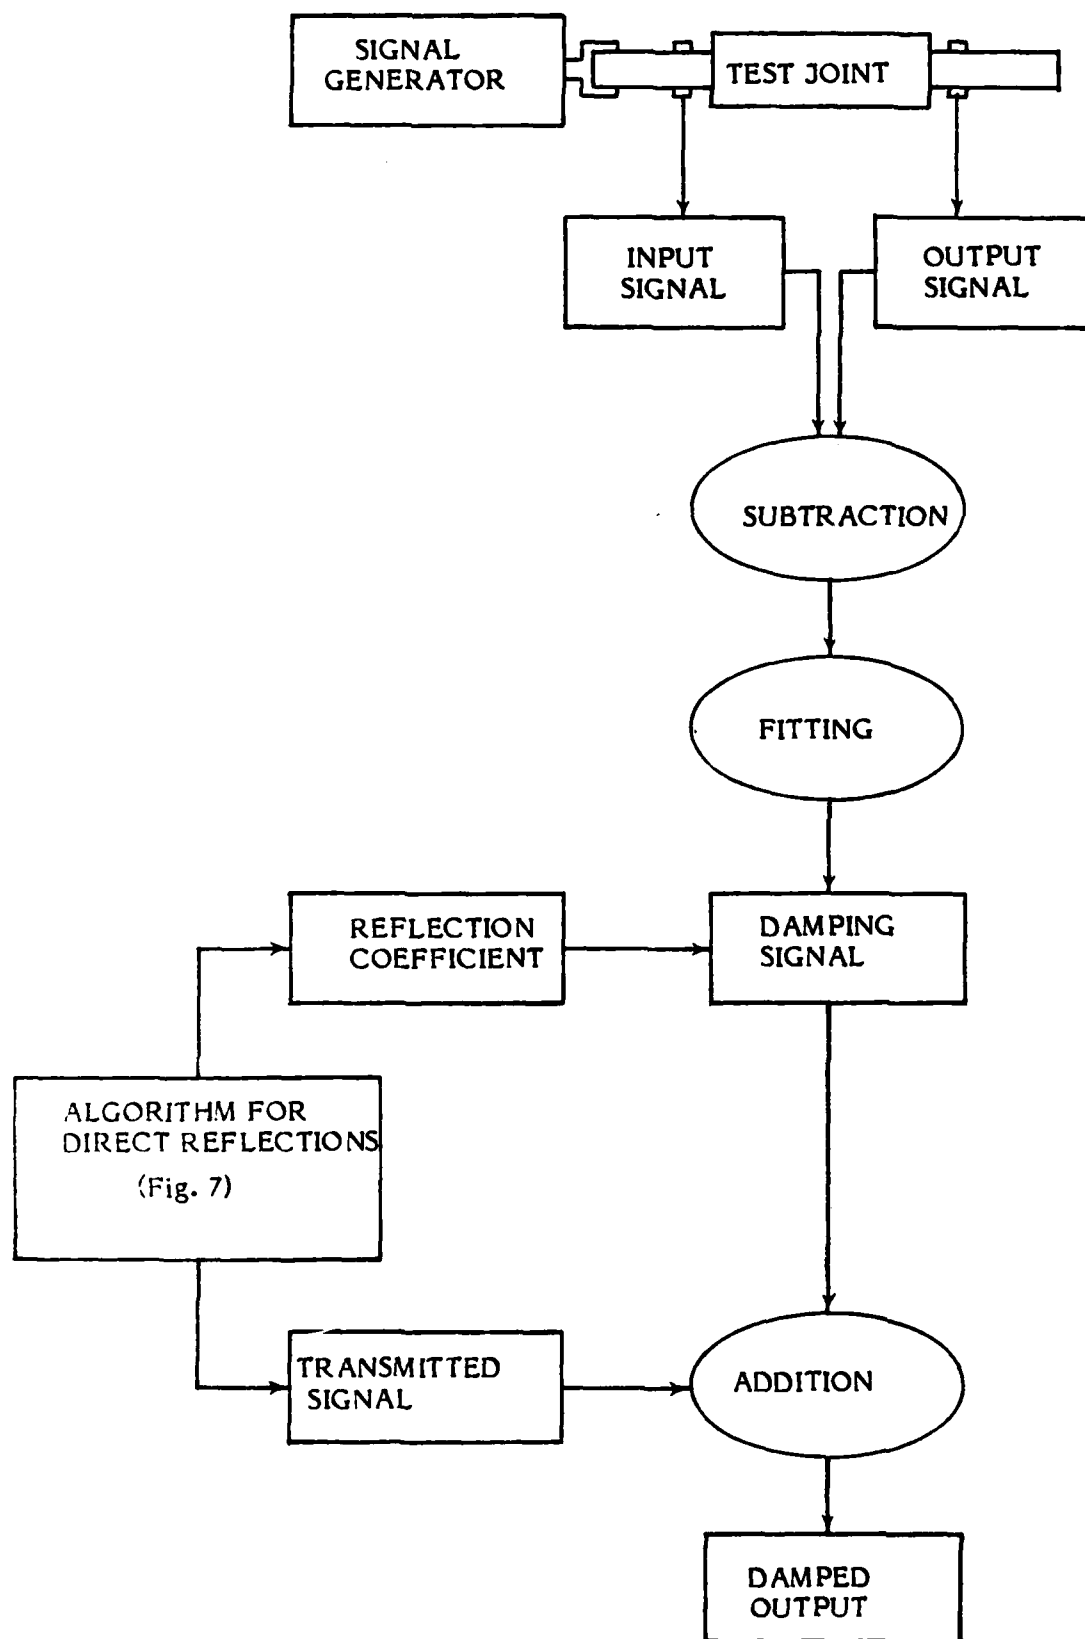 SIGNAL
GENERATOR
TEST JOINT
INPUT
SIGNAL
OUTPUT
SIGNAL
SUBTRACTION
FITTING
REFLECTION
COEFFICIENT
DAMPING
SIGNAL
ALGORITHM FOR
DIRECT REFLECTIONS
(Fig. 7)
TRANSMITTED
SIGNAL
ADDITION
DAMPED
OUTPUT